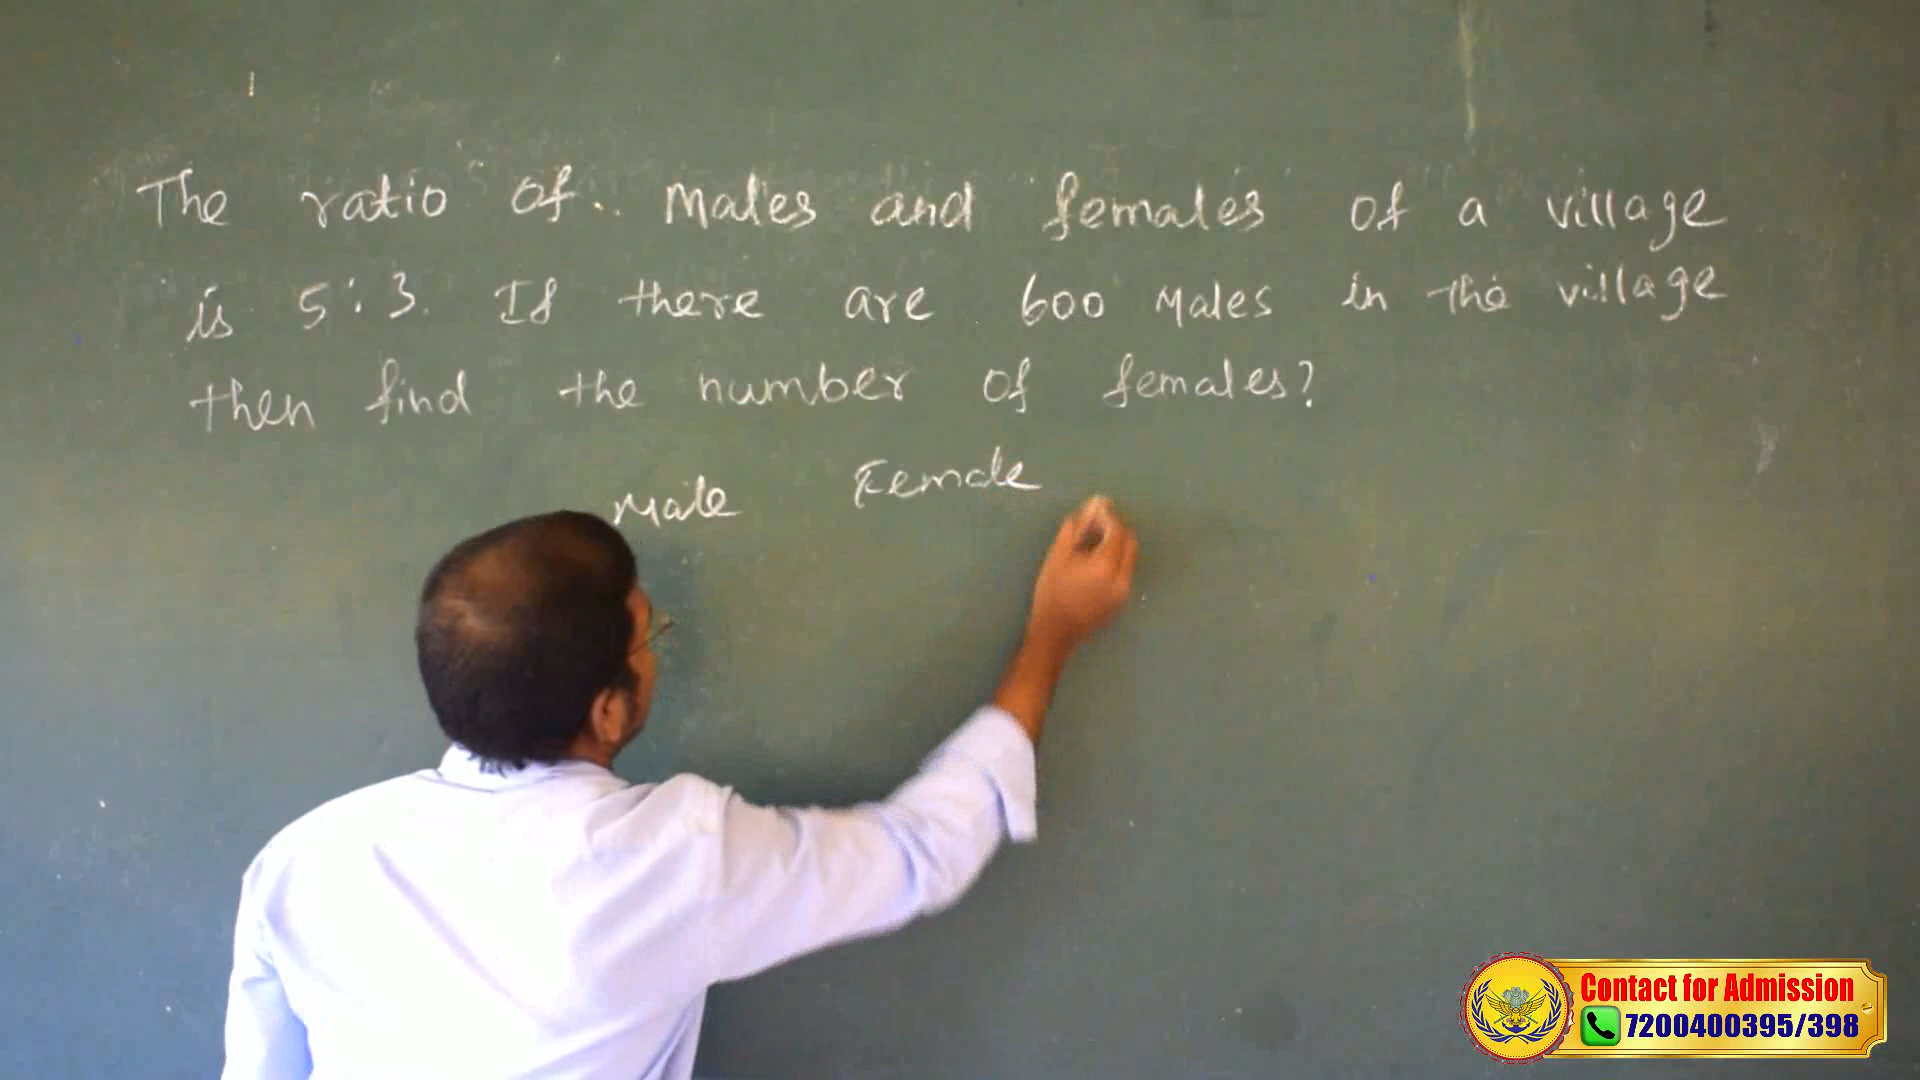 The ratio of Males and females of a village
is 5:3. If there are 600 Males in the village
then find the number of females?
Male Female
Contact for Admission
7200400395/398